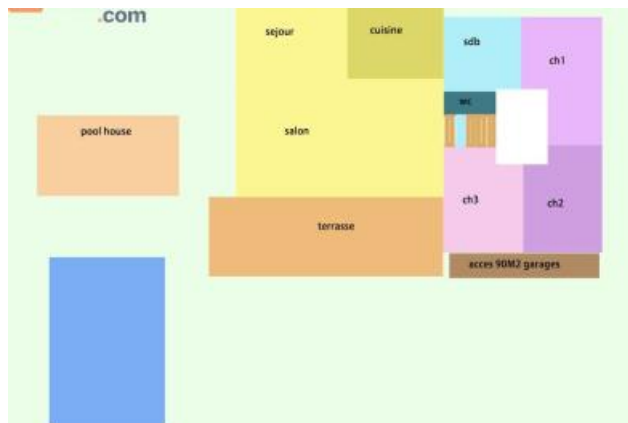 .com
sejour
cuisine
sdb
ch1
wc
pool house
salon
ch3
ch2
terrasse
acces 90M2 garages